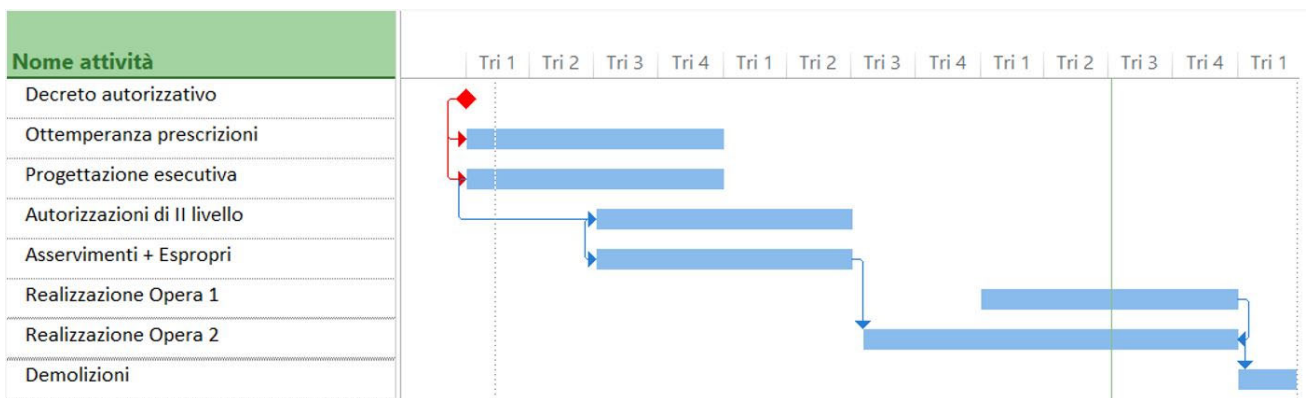 Nome attività
Tri 1 Tri 2 Tri 3 Tri 4 Tri 1 Tri 2 Tri 3 Tri 4 Tri 1 Tri 2 Tri 3 Tri 4 Tri 1
Decreto autorizzativo
Ottemperanza prescrizioni
Progettazione esecutiva
Autorizzazioni di II livello
Asservimenti + Espropri
Realizzazione Opera 1
Realizzazione Opera 2
Demolizioni